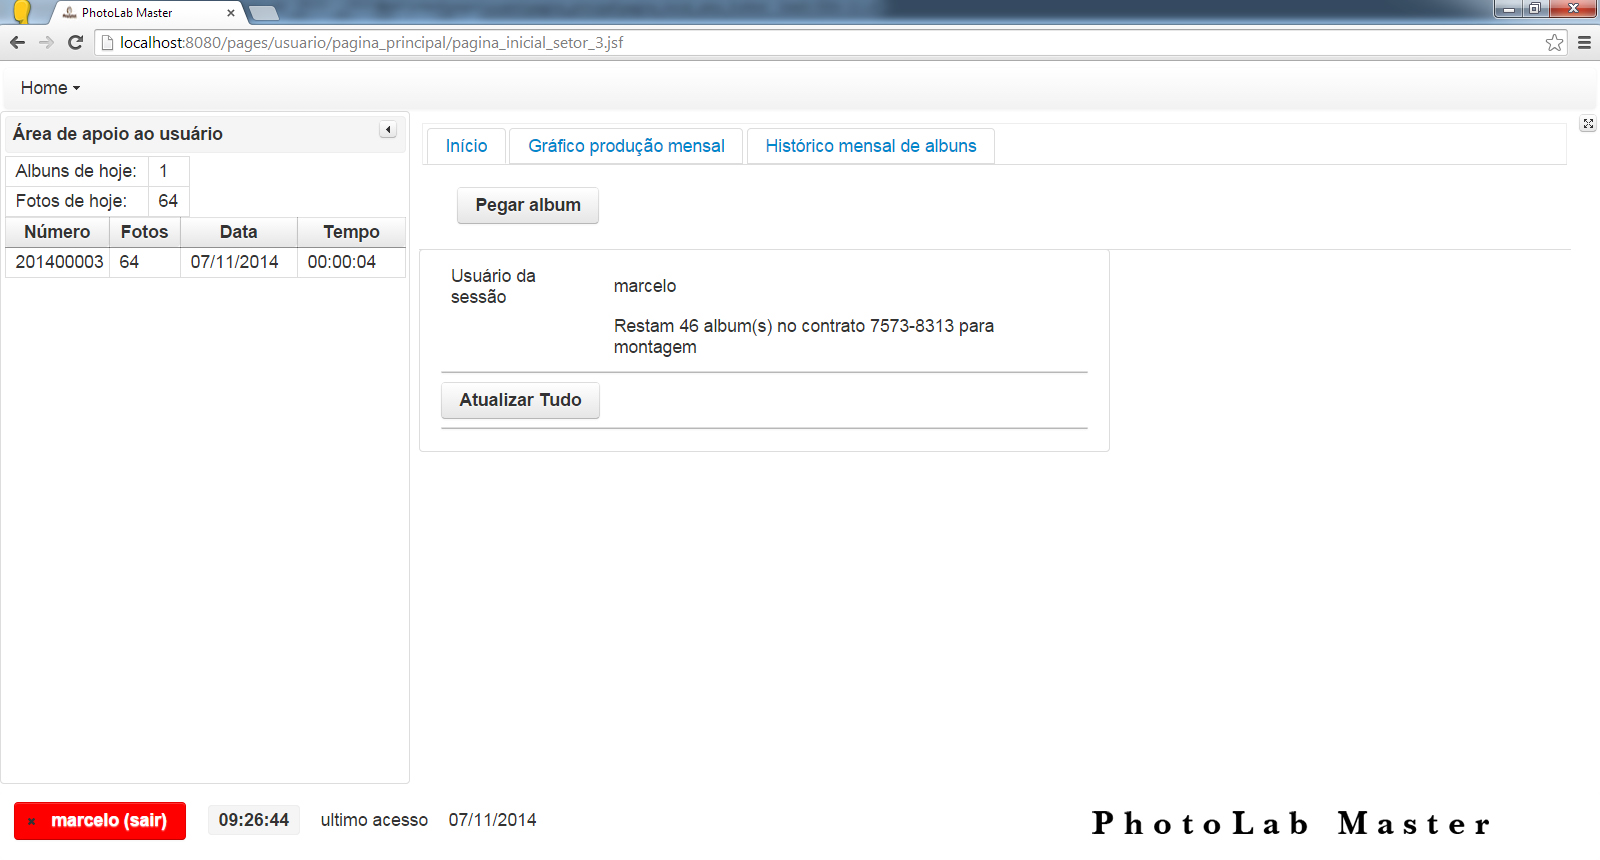 PhotoLab Master
localhost:8080/pages/usuario/pagina_principal/pagina_inicial_setor_3.jsf
Home
Área de apoio ao usuário
Albuns de hoje: 1
Fotos de hoje: 64
Número Fotos Data Tempo
201400003 64 07/11/2014 00:00:04
Início Gráfico produção mensal Histórico mensal de albuns
Pegar album
Usuário da
sessão
marcelo
Restam 46 album(s) no contrato 7573-8313 para
montagem
Atualizar Tudo
marcelo (sair) 09:26:44 ultimo acesso 07/11/2014
PhotoLab Master